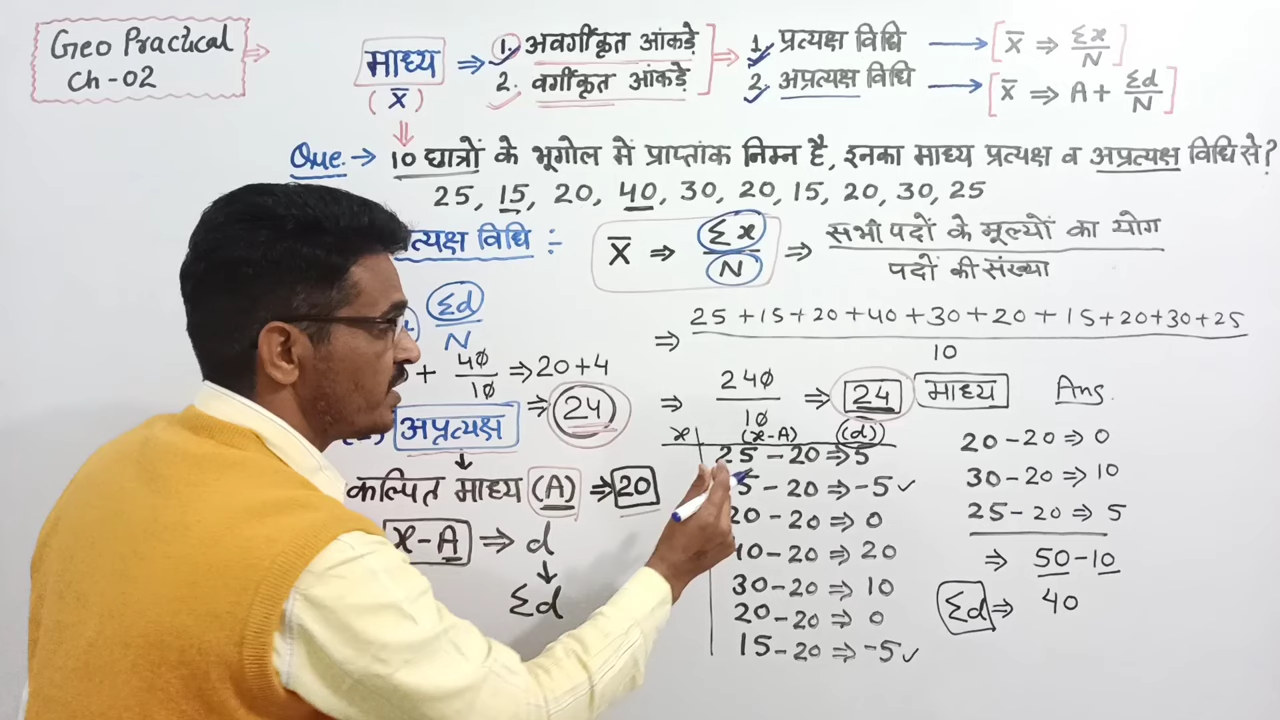 Geo Practical
Ch-02
माध्य
(x̄)
⇒ 1. अवर्गीकृत आंकड़े
2. वर्गीकृत आंकड़े
⇒ 1. प्रत्यक्ष विधि → [x̄ ⇒ Σx/N]
2. अप्रत्यक्ष विधि → [x̄ ⇒ A + Σd/N]
Que. → 10 छात्रों के भूगोल में प्राप्तांक निम्न है, इनका माध्य प्रत्यक्ष व अप्रत्यक्ष विधि से?
25, 15, 20, 40, 30, 20, 15, 20, 30, 25
त्यक्ष विधि :-
x̄ ⇒ Σx/N ⇒ सभी पदों के मूल्यों का योग / पदों की संख्या
⇒ 25+15+20+40+30+20+15+20+30+25 / 10
⇒ 240/10 ⇒ 24 माध्य Ans.
Σd/N
+ 40/10 ⇒ 20+4
⇒ 24
अप्रत्यक्ष
↓
कल्पित माध्य (A) ⇒ 20
x-A ⇒ d
↓
Σd
x (x-A) (d)
25-20 ⇒ 5
5-20 ⇒ -5 ✓
20-20 ⇒ 0
40-20 ⇒ 20
30-20 ⇒ 10
20-20 ⇒ 0
15-20 ⇒ -5 ✓
20-20 ⇒ 0
30-20 ⇒ 10
25-20 ⇒ 5
⇒ 50-10
Σd ⇒ 40